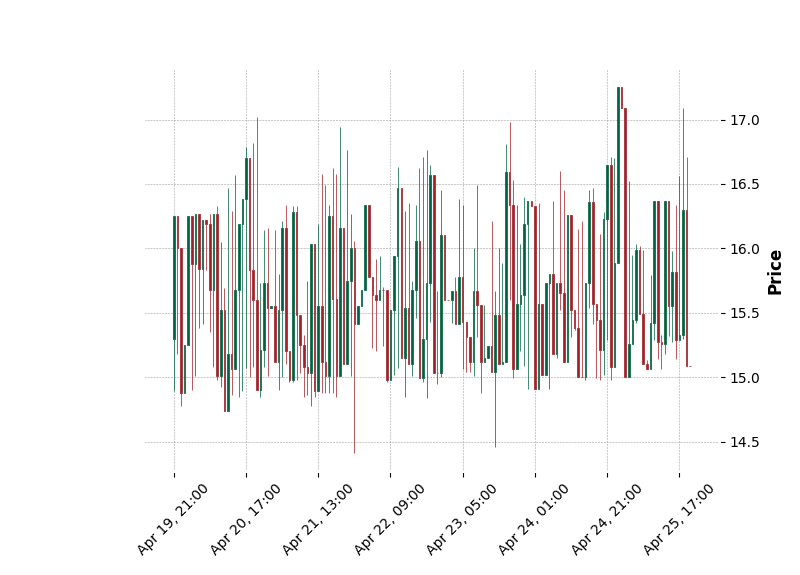 17.0
16.5
16.0
15.5
15.0
14.5
Price
Apr 19, 21:00
Apr 20, 17:00
Apr 21, 13:00
Apr 22, 09:00
Apr 23, 05:00
Apr 24, 01:00
Apr 24, 21:00
Apr 25, 17:00